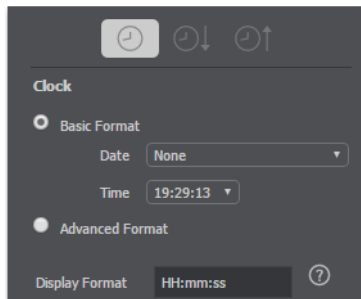 Clock
Basic Format
Date None
Time 19:29:13
Advanced Format
Display Format HH:mm:ss ?